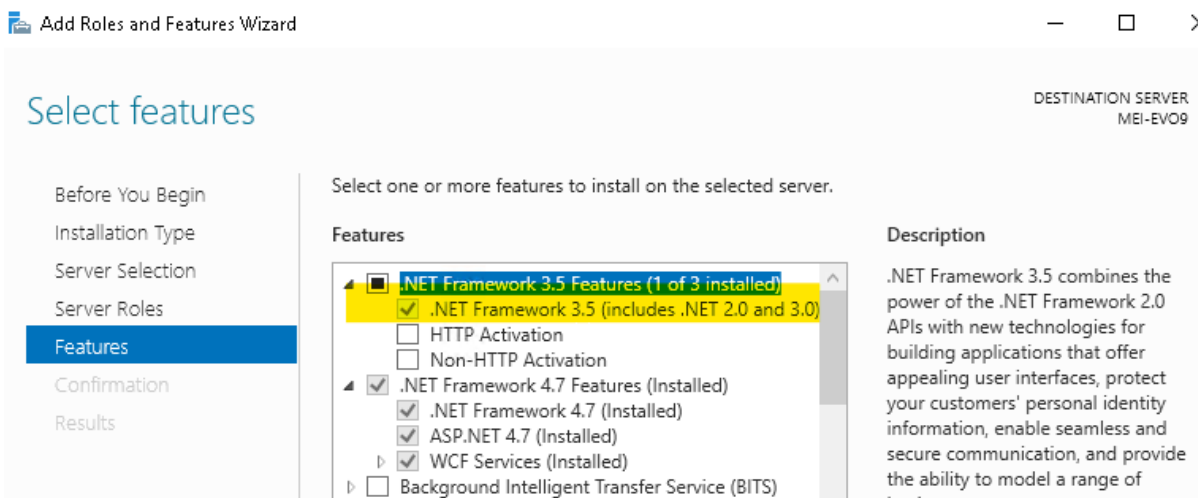 Add Roles and Features Wizard
Select features
DESTINATION SERVER
MEI-EVO9
Before You Begin
Installation Type
Server Selection
Server Roles
Features
Confirmation
Results
Select one or more features to install on the selected server.
Features
.NET Framework 3.5 Features (1 of 3 installed)
.NET Framework 3.5 (includes .NET 2.0 and 3.0)
HTTP Activation
Non-HTTP Activation
.NET Framework 4.7 Features (Installed)
.NET Framework 4.7 (Installed)
ASP.NET 4.7 (Installed)
WCF Services (Installed)
Background Intelligent Transfer Service (BITS)
Description
.NET Framework 3.5 combines the
power of the .NET Framework 2.0
APIs with new technologies for
building applications that offer
appealing user interfaces, protect
your customers' personal identity
information, enable seamless and
secure communication, and provide
the ability to model a range of